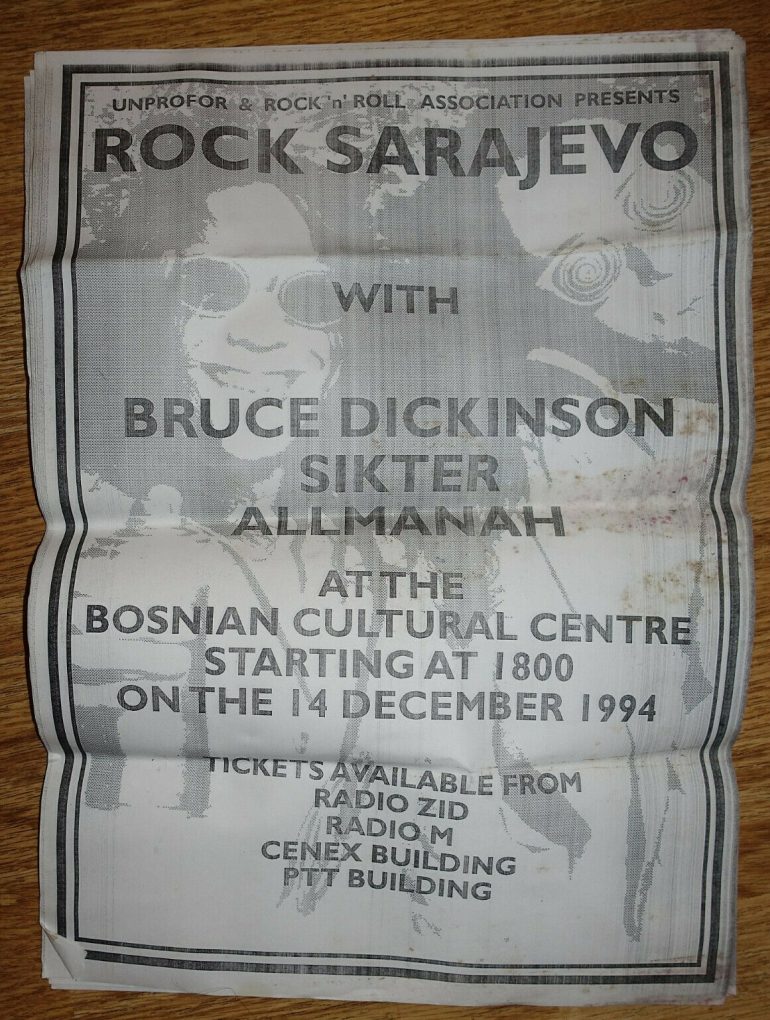 UNPROFOR & ROCK 'n' ROLL ASSOCIATION PRESENTS
ROCK SARAJEVO
WITH
BRUCE DICKINSON
SIKTER
ALLMANAH
AT THE
BOSNIAN CULTURAL CENTRE
STARTING AT 1800
ON THE 14 DECEMBER 1994
TICKETS AVAILABLE FROM
RADIO ZID
RADIO M
CENEX BUILDING
PTT BUILDING